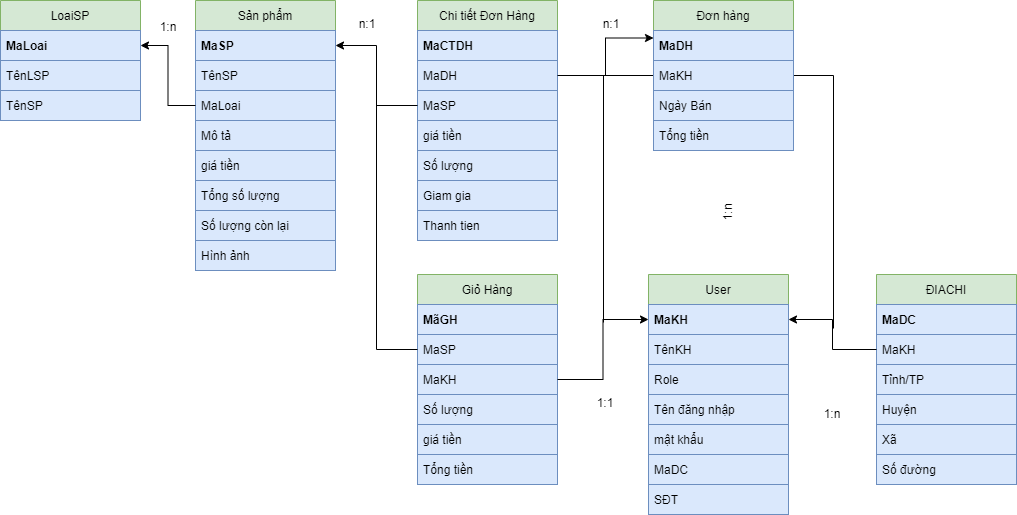 LoaiSP
MaLoai
TênLSP
TênSP
1:n
Sản phẩm
MaSP
TênSP
MaLoai
Mô tả
giá tiền
Tổng số lượng
Số lượng còn lại
Hình ảnh
n:1
Chi tiết Đơn Hàng
MaCTDH
MaDH
MaSP
giá tiền
Số lượng
Giam gia
Thanh tien
n:1
Đơn hàng
MaDH
MaKH
Ngày Bán
Tổng tiền
1:n
Giỏ Hàng
MãGH
MaSP
MaKH
Số lượng
giá tiền
Tổng tiền
1:1
User
MaKH
TênKH
Role
Tên đăng nhập
mật khẩu
MaDC
SĐT
1:n
ĐIACHI
MaDC
MaKH
Tỉnh/TP
Huyện
Xã
Số đường